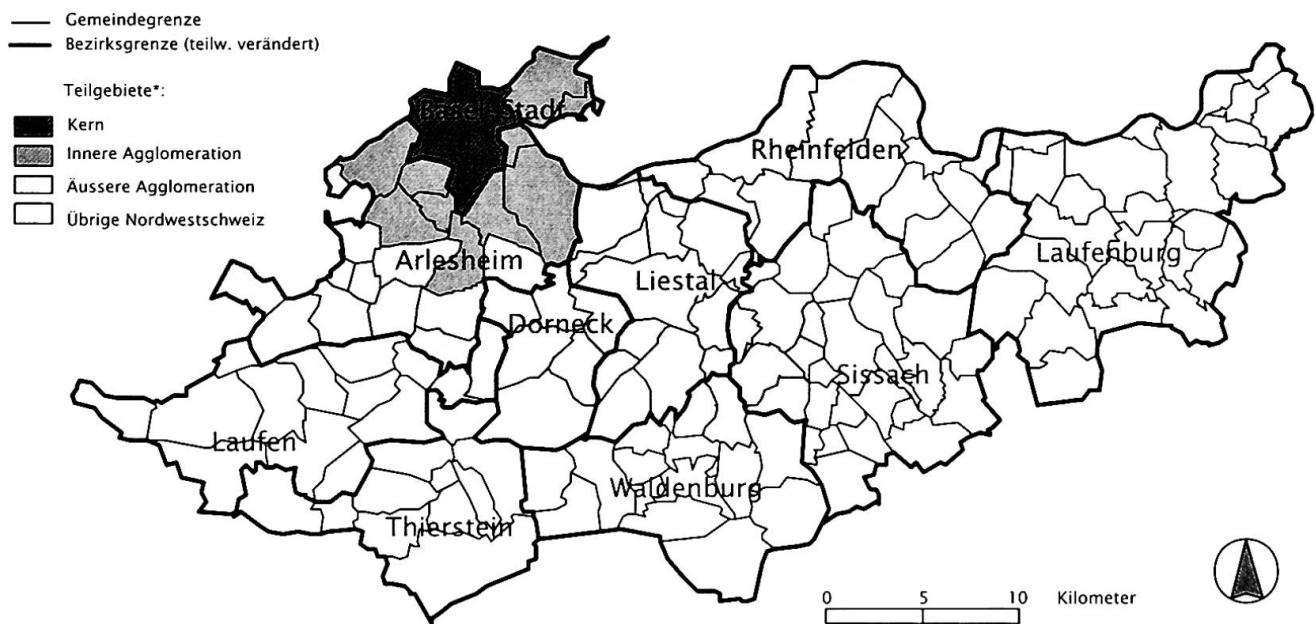 Gemeindegrenze
Bezirksgrenze (teilw. verändert)
Teilgebiete*:
Kern
Innere Agglomeration
Äussere Agglomeration
Übrige Nordwestschweiz
Basel-Stadt
Rheinfelden
Laufenburg
Arlesheim
Liestal
Dorneck
Sissach
Laufen
Waldenburg
Thierstein
0 5 10 Kilometer